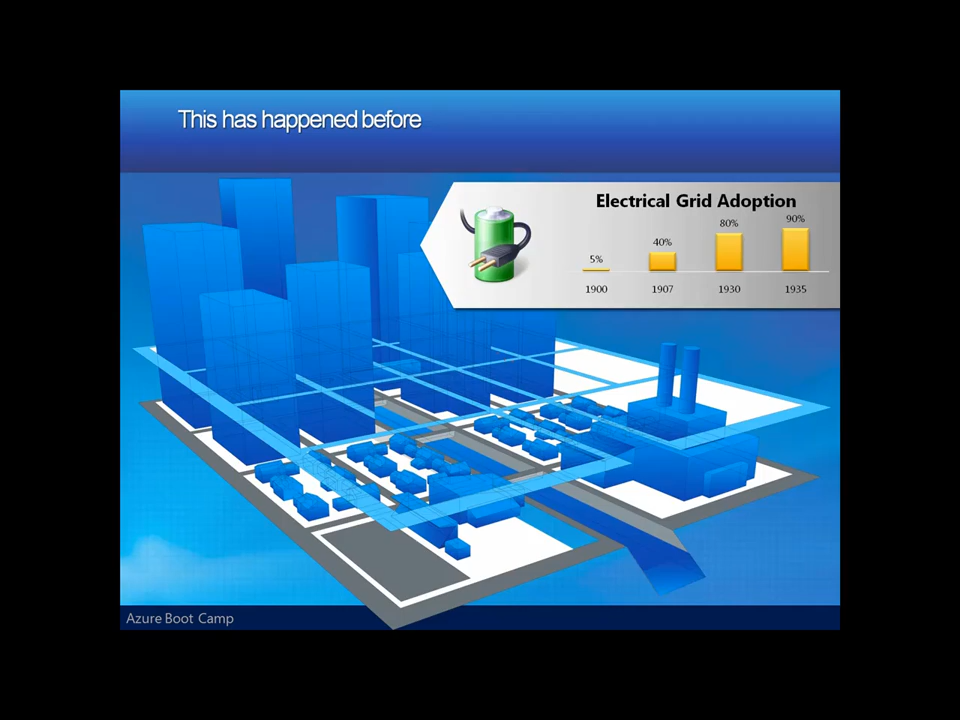 This has happened before
Electrical Grid Adoption
5%
40%
80%
90%
1900
1907
1930
1935
Azure Boot Camp